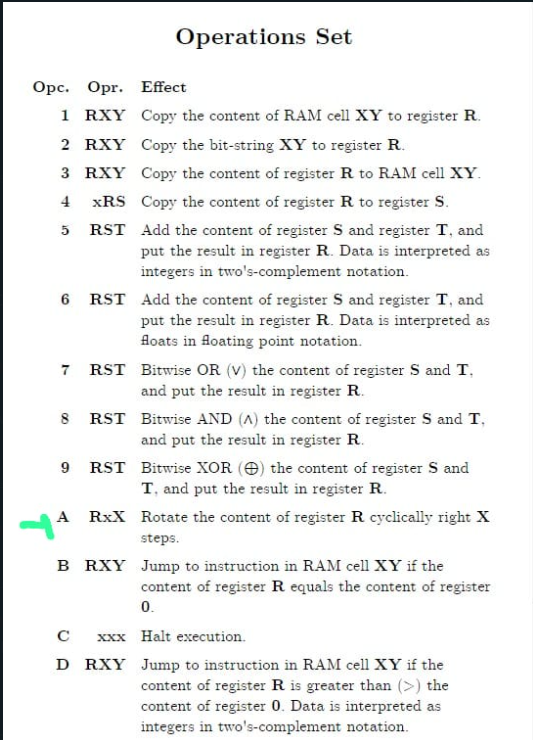 Operations Set
Opc. Opr. Effect
1 RXY Copy the content of RAM cell XY to register R.
2 RXY Copy the bit-string XY to register R.
3 RXY Copy the content of register R to RAM cell XY.
4 xRS Copy the content of register R to register S.
5 RST Add the content of register S and register T, and
put the result in register R. Data is interpreted as
integers in two's-complement notation.
6 RST Add the content of register S and register T, and
put the result in register R. Data is interpreted as
floats in floating point notation.
7 RST Bitwise OR (∨) the content of register S and T,
and put the result in register R.
8 RST Bitwise AND (∧) the content of register S and T,
and put the result in register R.
9 RST Bitwise XOR (⊕) the content of register S and
T, and put the result in register R.
A RxX Rotate the content of register R cyclically right X
steps.
B RXY Jump to instruction in RAM cell XY if the
content of register R equals the content of register
0.
C xxx Halt execution.
D RXY Jump to instruction in RAM cell XY if the
content of register R is greater than (>) the
content of register 0. Data is interpreted as
integers in two's-complement notation.